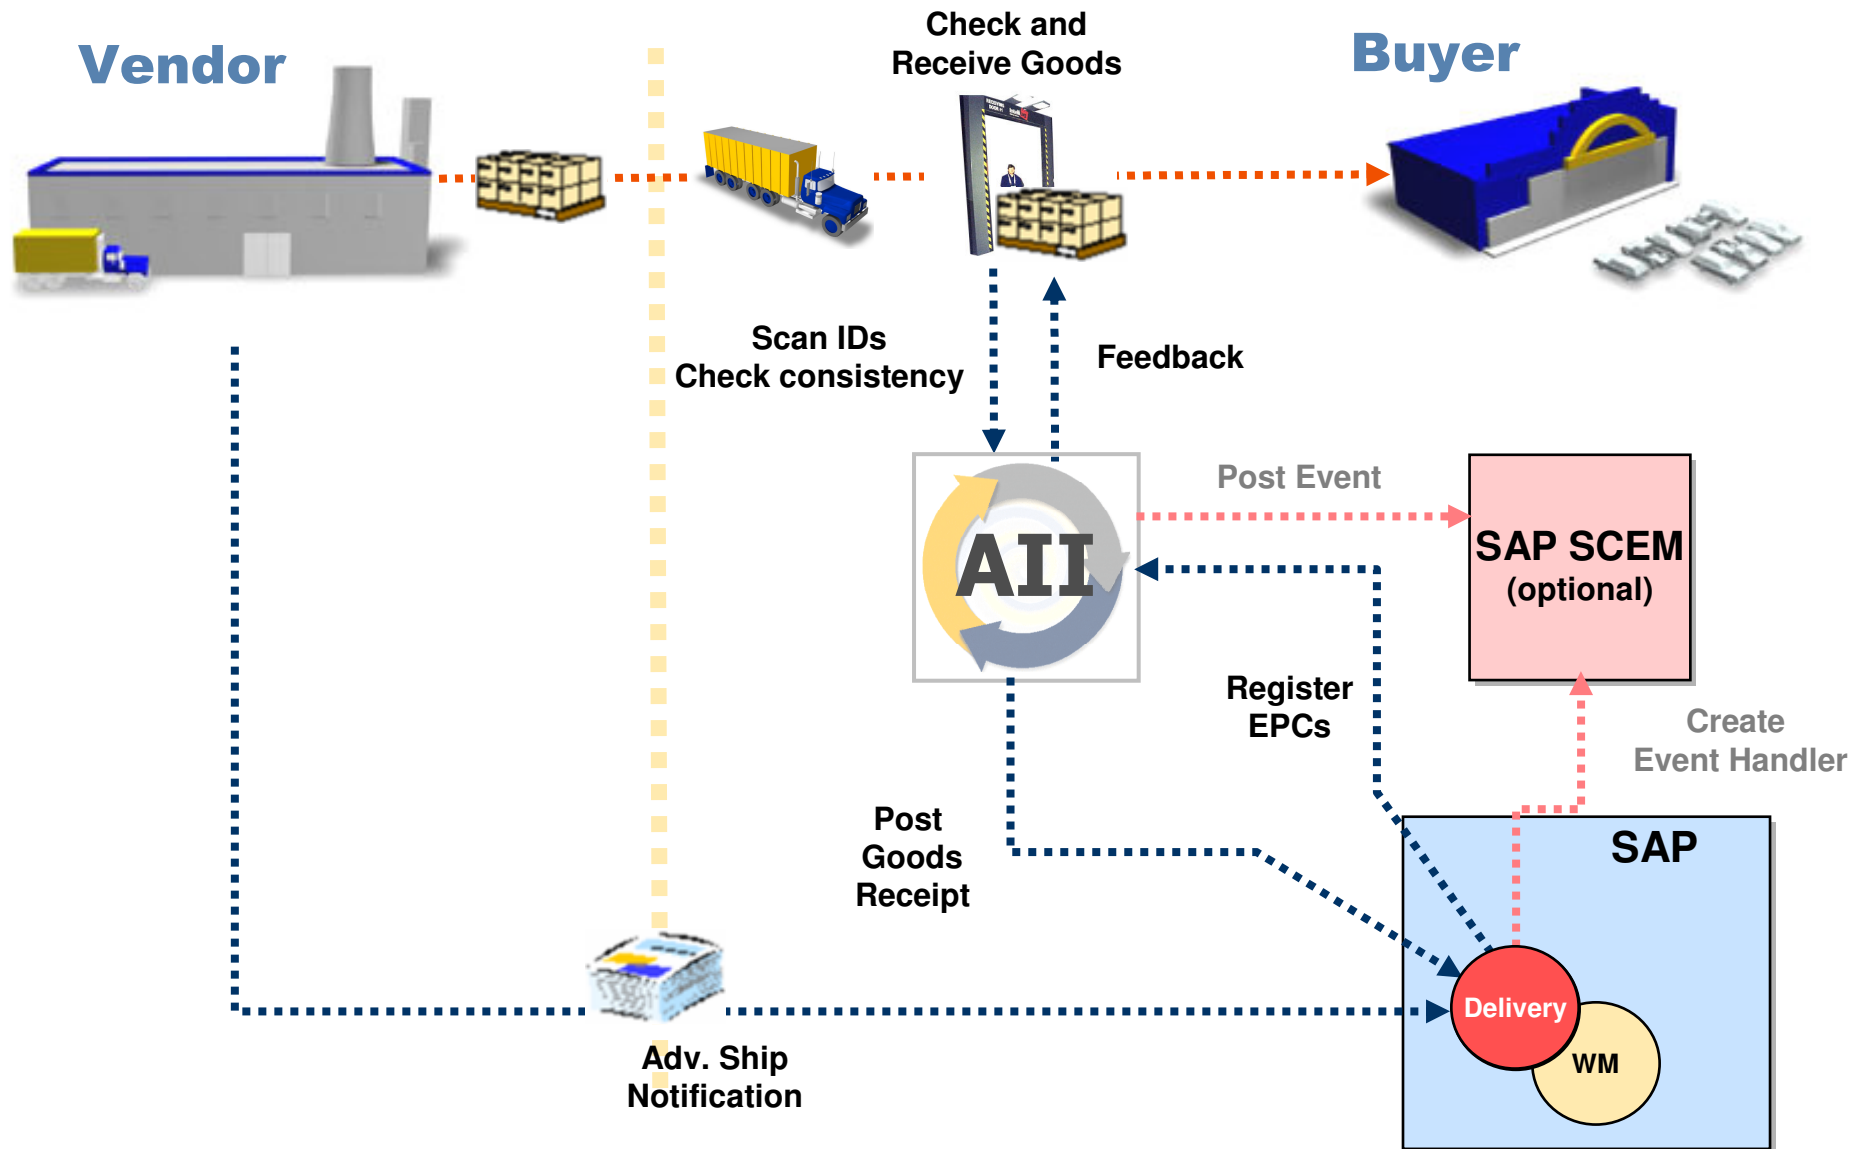 Check and
Receive Goods
Vendor
Buyer
Scan IDs
Check consistency
Feedback
Post Event
AII
SAP SCEM
(optional)
Register
EPCs
Create
Event Handler
Post
Goods
Receipt
SAP
Delivery
WM
Adv. Ship
Notification